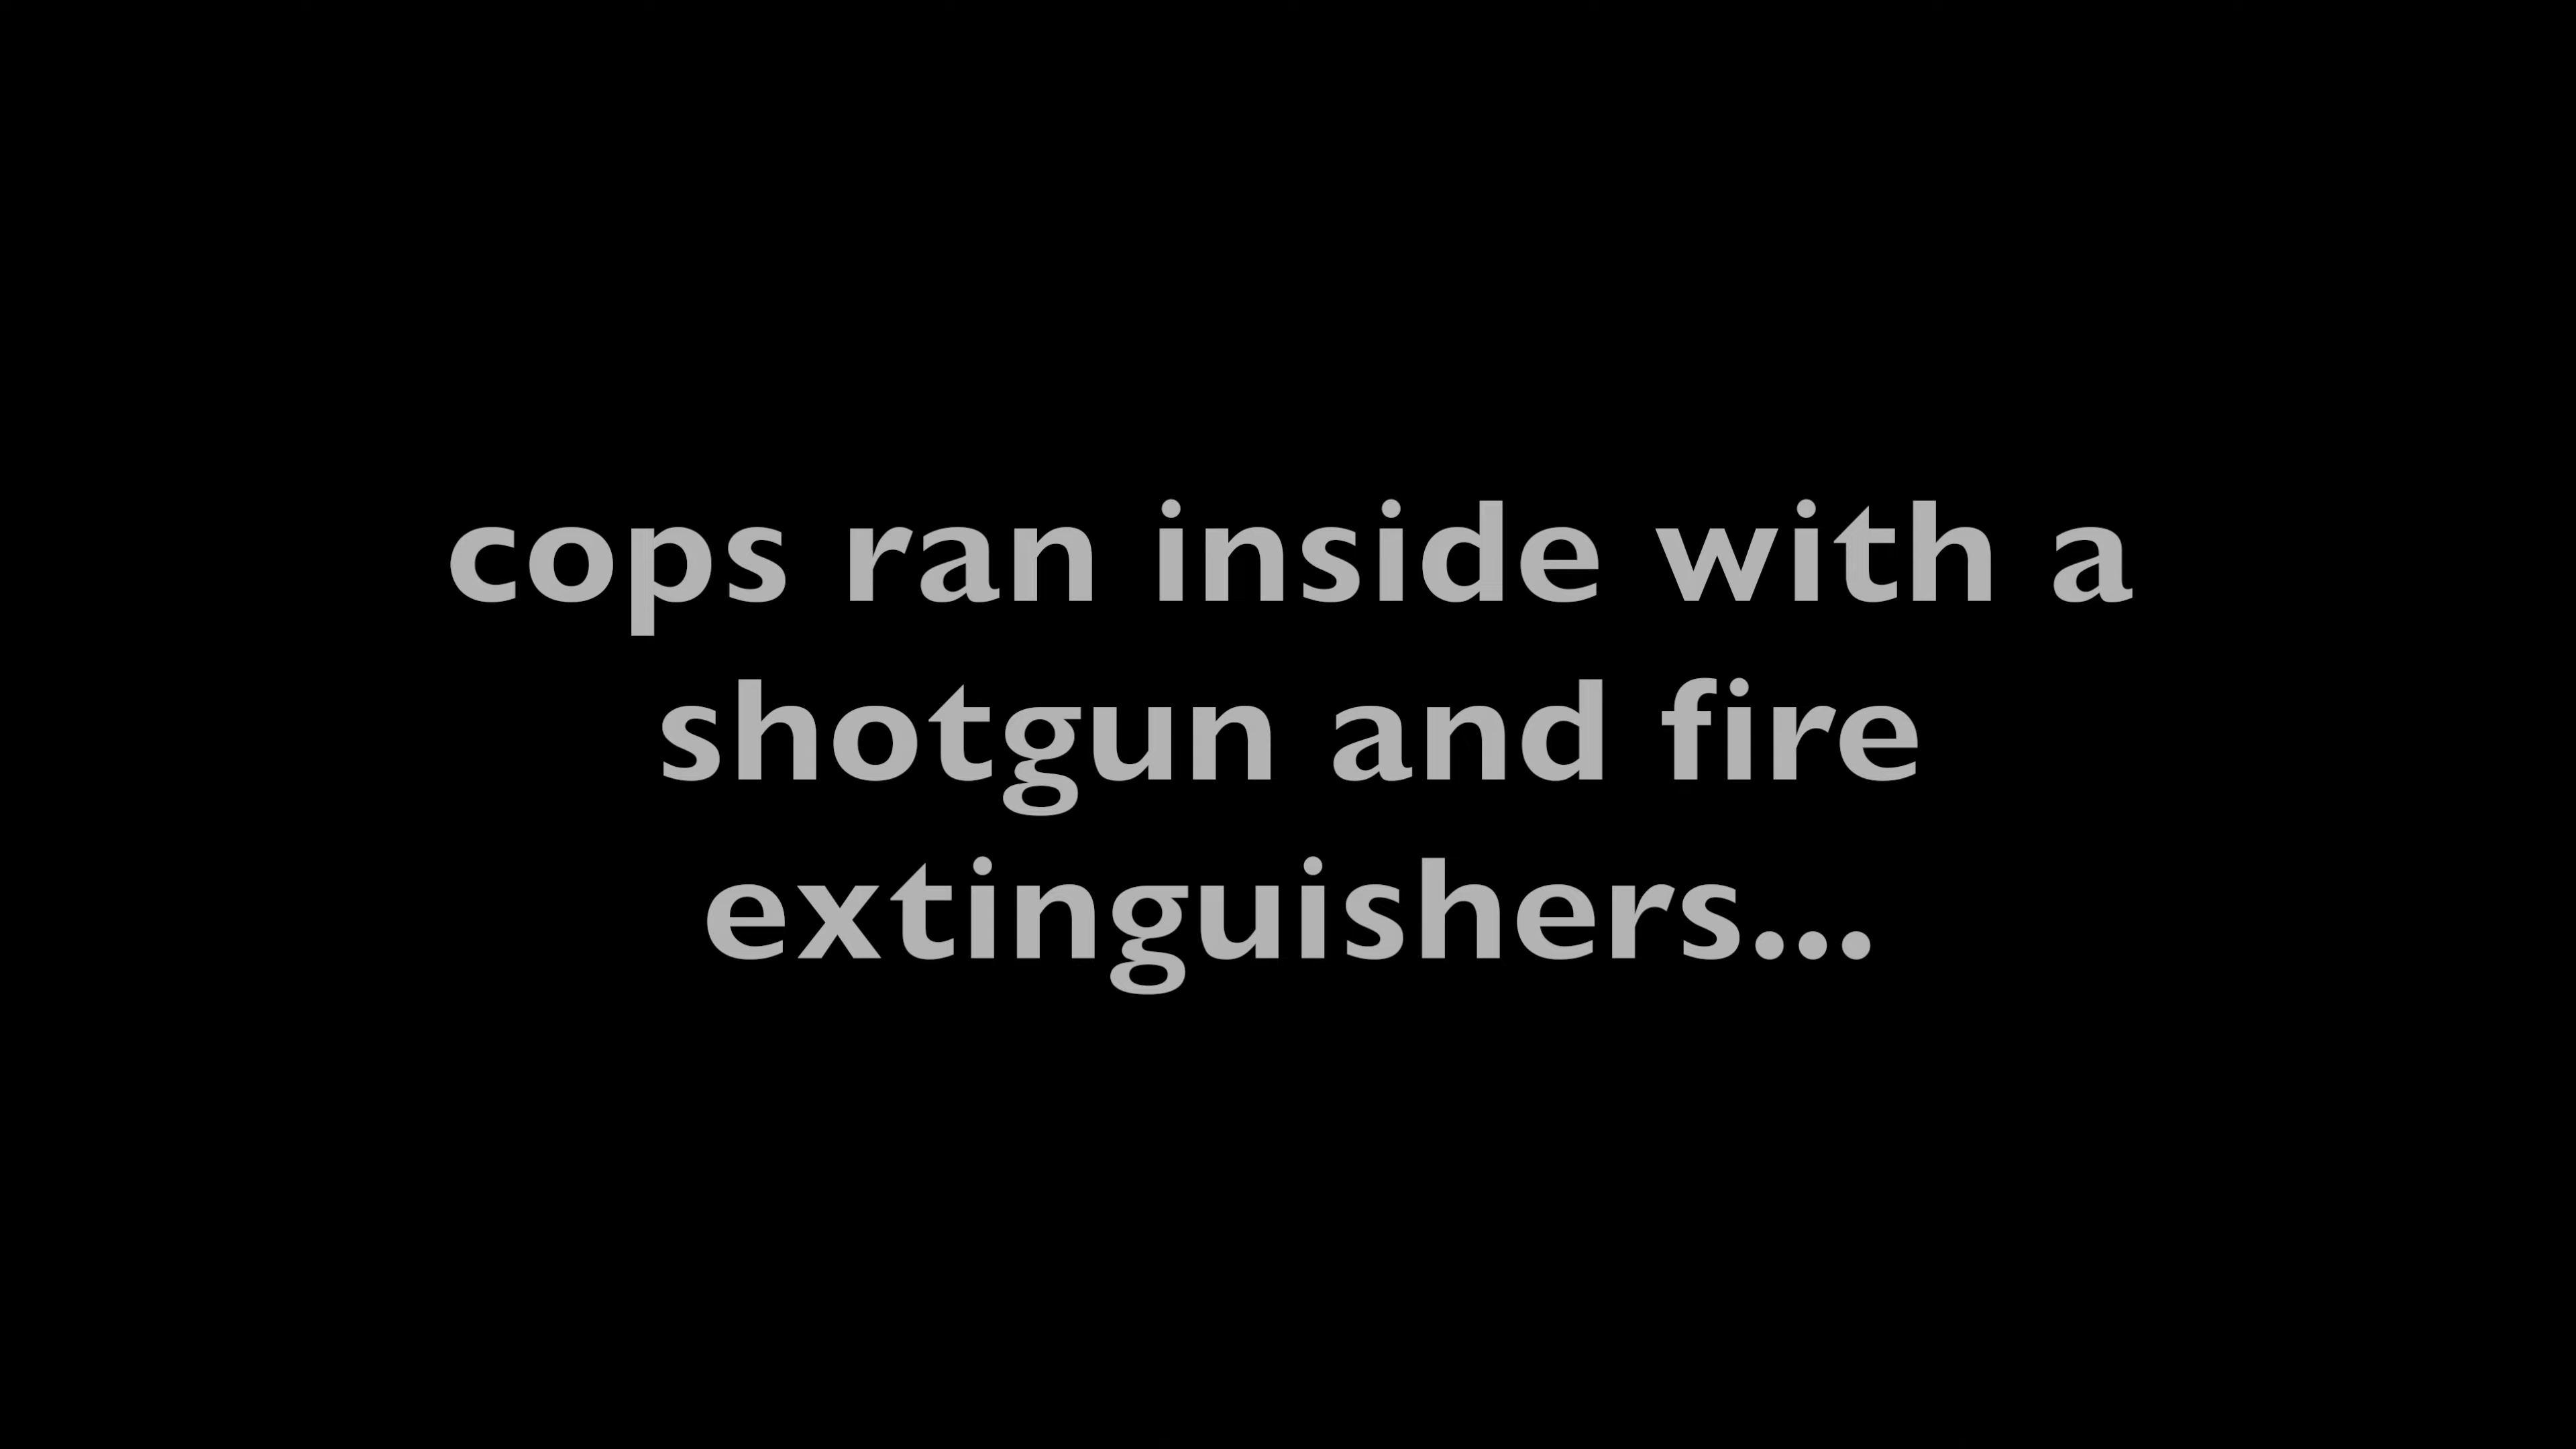 cops ran inside with a
shotgun and fire
extinguishers...